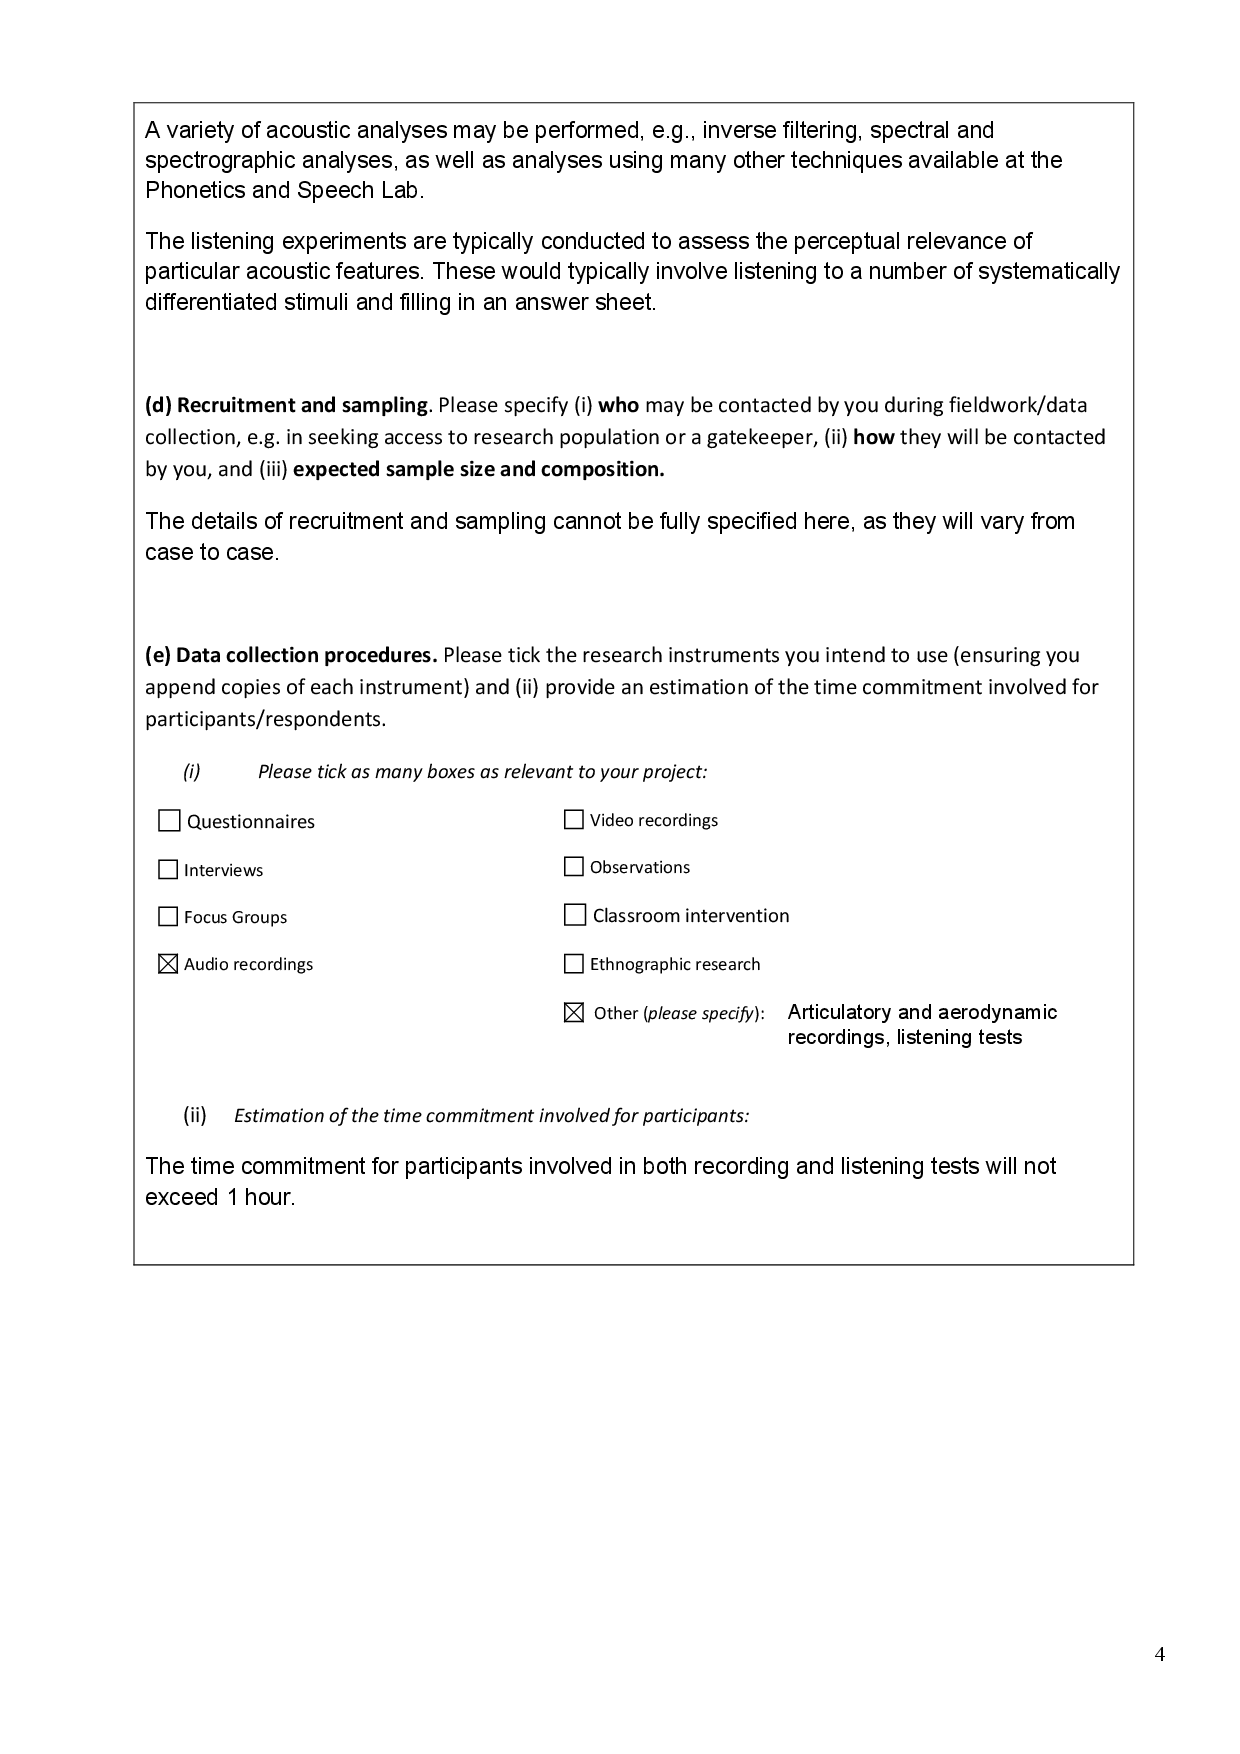 A variety of acoustic analyses may be performed, e.g., inverse filtering, spectral and
spectrographic analyses, as well as analyses using many other techniques available at the
Phonetics and Speech Lab.
The listening experiments are typically conducted to assess the perceptual relevance of
particular acoustic features. These would typically involve listening to a number of systematically
differentiated stimuli and filling in an answer sheet.
(d) Recruitment and sampling. Please specify (i) who may be contacted by you during fieldwork/data
collection, e.g. in seeking access to research population or a gatekeeper, (ii) how they will be contacted
by you, and (iii) expected sample size and composition.
The details of recruitment and sampling cannot be fully specified here, as they will vary from
case to case.
(e) Data collection procedures. Please tick the research instruments you intend to use (ensuring you
append copies of each instrument) and (ii) provide an estimation of the time commitment involved for
participants/respondents.
(i) Please tick as many boxes as relevant to your project:
☐ Questionnaires ☐ Video recordings
☐ Interviews ☐ Observations
☐ Focus Groups ☐ Classroom intervention
☒ Audio recordings ☐ Ethnographic research
☒ Other (please specify): Articulatory and aerodynamic
recordings, listening tests
(ii) Estimation of the time commitment involved for participants:
The time commitment for participants involved in both recording and listening tests will not
exceed 1 hour.
4